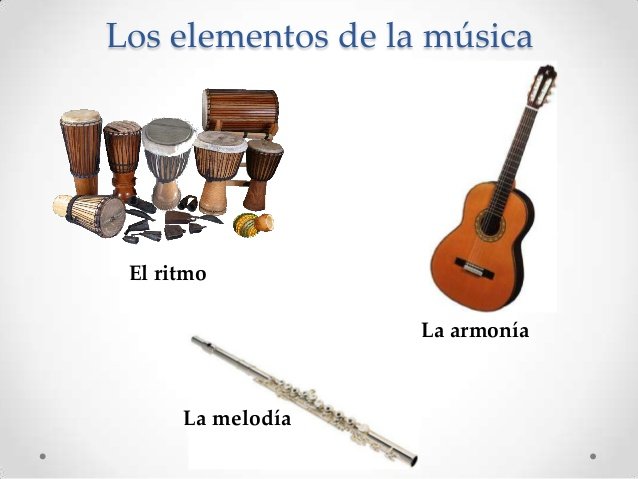 Los elementos de la música
El ritmo
La armonía
La melodía